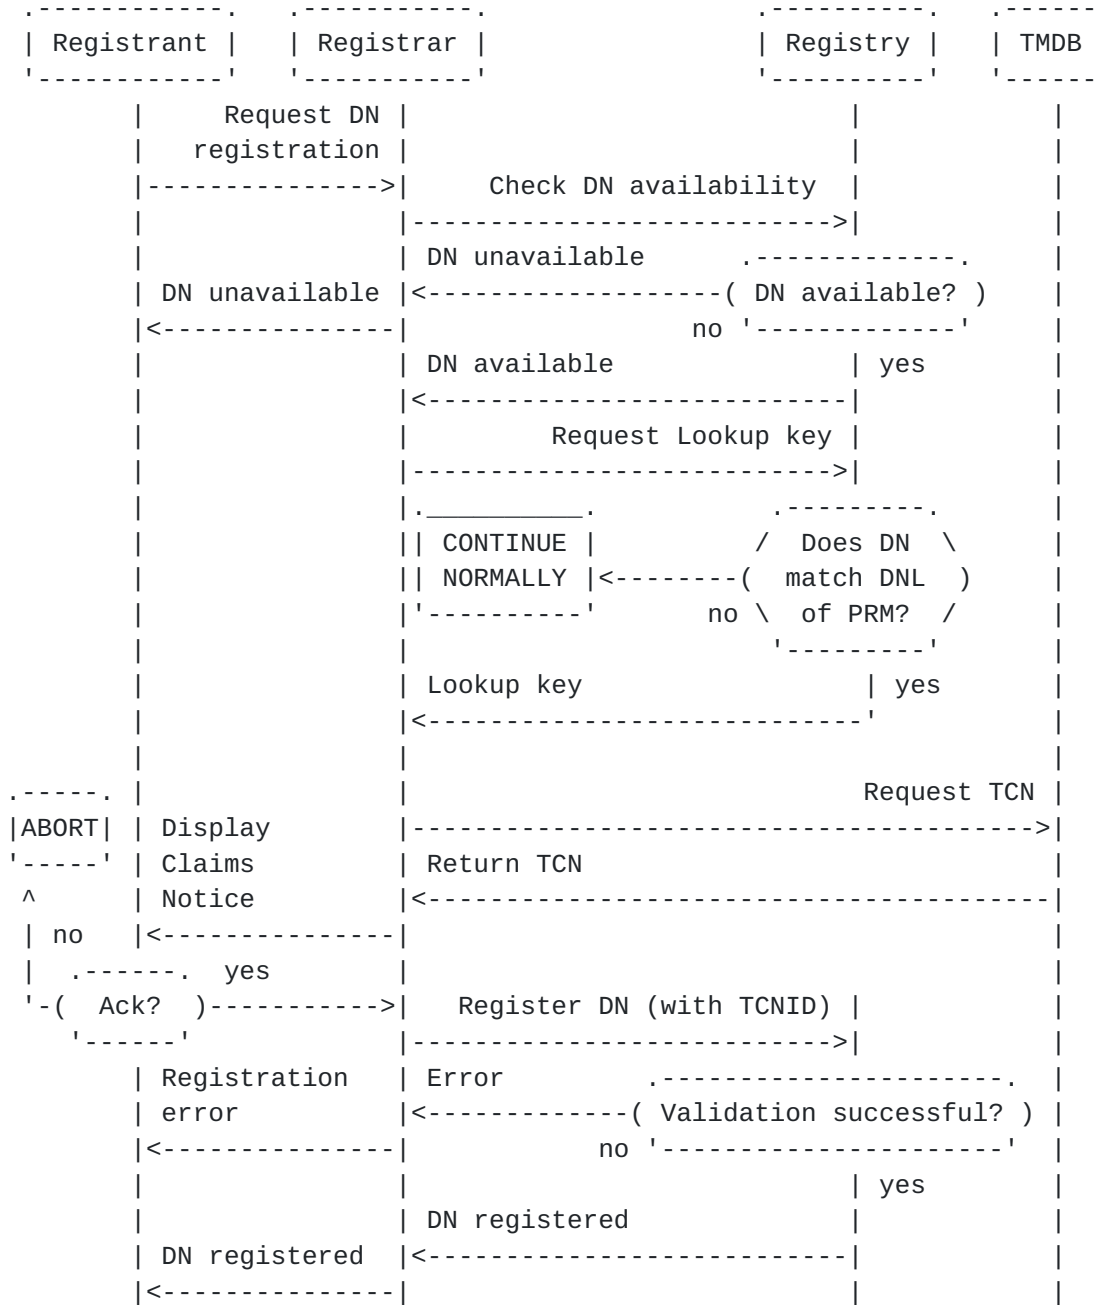 Registrant Registrar Registry TMDB
Request DN
registration
Check DN availability
DN unavailable
DN unavailable DN available?
no
DN available yes
Request Lookup key
CONTINUE Does DN
NORMALLY match DNL
no of PRM?
Lookup key yes
Request TCN
ABORT Display
Claims Return TCN
Notice
no
yes
Ack? Register DN (with TCNID)
Registration Error
error Validation successful?
no
yes
DN registered
DN registered